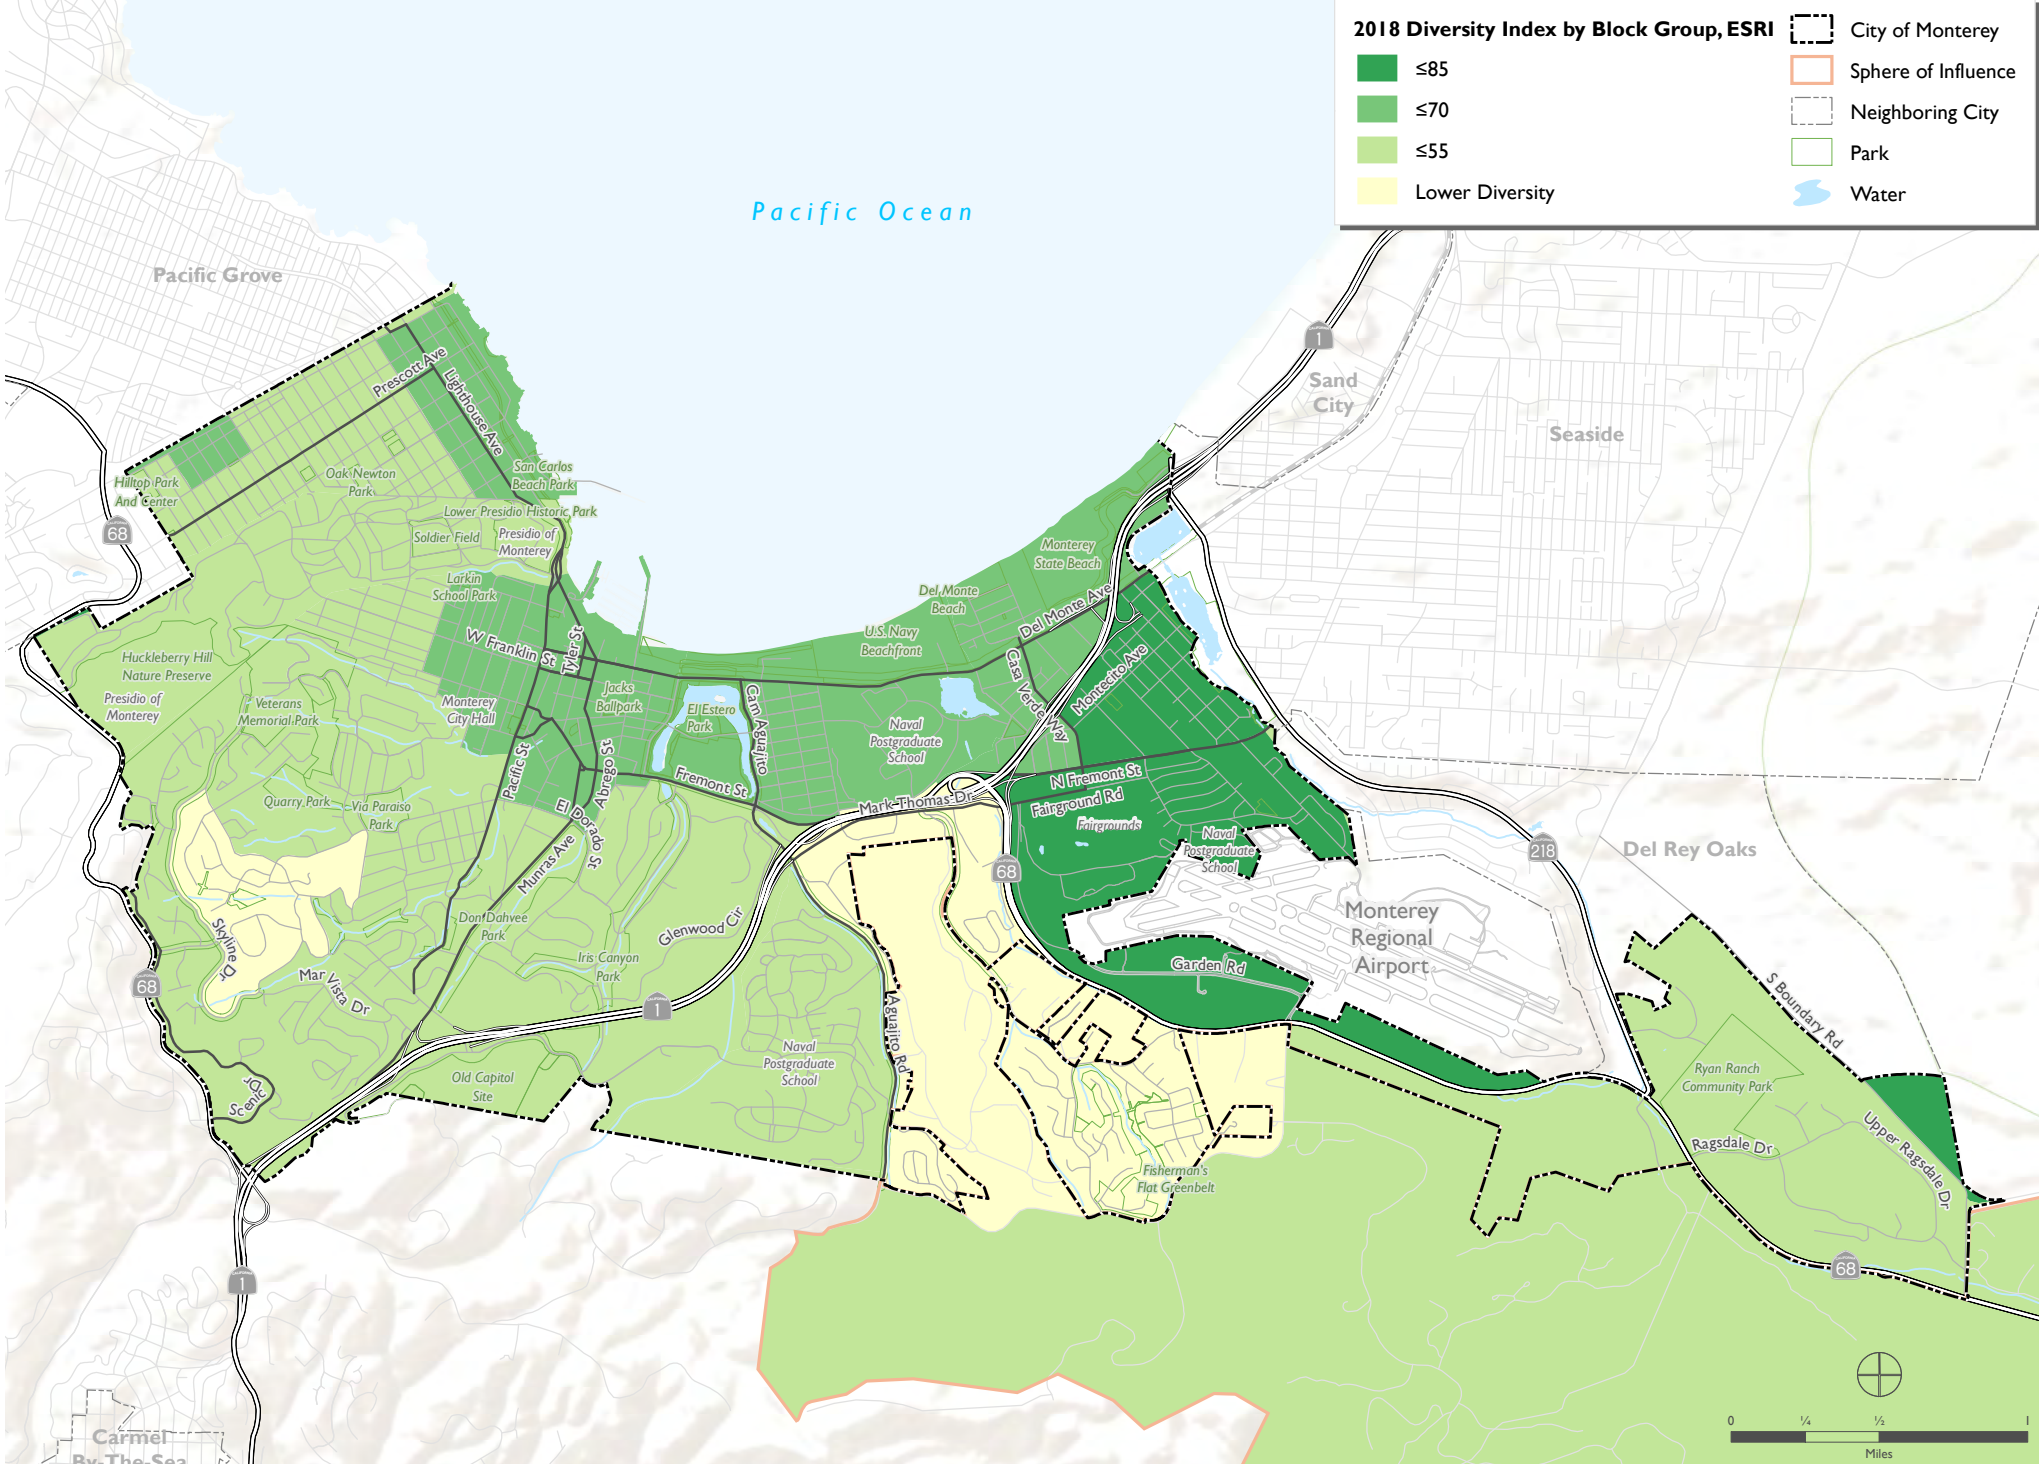 2018 Diversity Index by Block Group, ESRI
≤85
≤70
≤55
Lower Diversity
City of Monterey
Sphere of Influence
Neighboring City
Park
Water
Pacific Ocean
Pacific Grove
Sand
City
Seaside
Del Rey Oaks
Carmel
By-The-Sea
Prescott Ave
Lighthouse Ave
San Carlos
Beach Park
Oak Newton
Park
Hilltop Park
And Center
Lower Presidio Historic Park
Soldier Field
Presidio of
Monterey
Larkin
School Park
W Franklin St
Tyler St
Huckleberry Hill
Nature Preserve
Presidio of
Monterey
Veterans
Memorial Park
Monterey
City Hall
Jacks
Ballpark
El Estero
Park
Cam Aguajito
Naval
Postgraduate
School
U.S. Navy
Beachfront
Del Monte
Beach
Monterey
State Beach
Del Monte Ave
Casa Verde Way
Montecito Ave
N Fremont St
Fairground Rd
Fairgrounds
Naval
Postgraduate
School
Mark Thomas Dr
Fremont St
Pacific St
Abrego St
El Dorado St
Munras Ave
Quarry Park
Via Paraiso
Park
Skyline Dr
Mar Vista Dr
Don Dahvee
Park
Iris Canyon
Park
Glenwood Cir
Scenic Dr
Old Capitol
Site
Naval
Postgraduate
School
Aguajito Rd
Garden Rd
Monterey
Regional
Airport
Fisherman's
Flat Greenbelt
S Boundary Rd
Ryan Ranch
Community Park
Ragsdale Dr
Upper Ragsdale Dr
1
68
218
68
68
1
1
68
0
¼
½
1
Miles